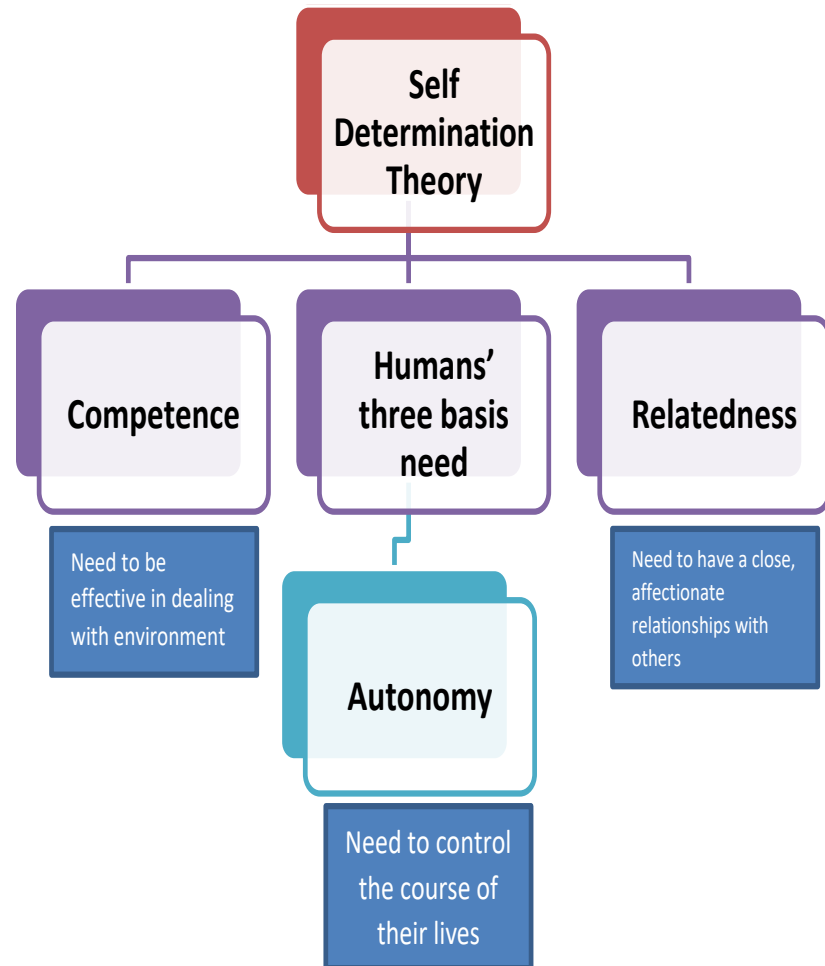 Self
Determination
Theory
Competence
Humans’
three basis
need
Relatedness
Need to be
effective in dealing
with environment
Need to have a close,
affectionate
relationships with
others
Autonomy
Need to control
the course of
their lives